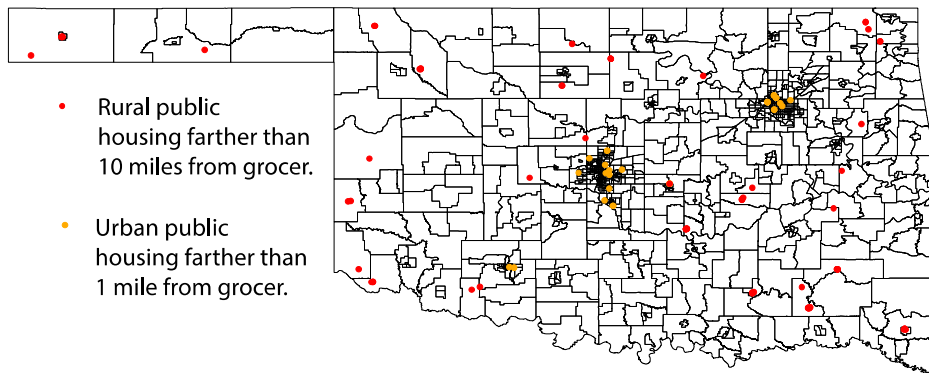 Rural public
housing farther than
10 miles from grocer.
Urban public
housing farther than
1 mile from grocer.